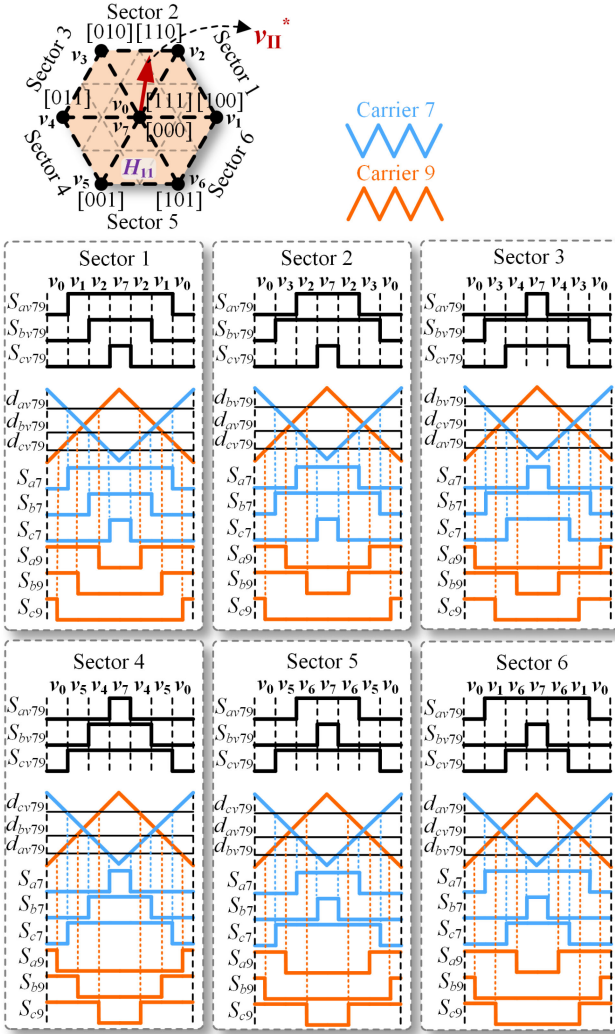 Sector 2
[010] [110]
v_II*
Sector 3
v3
v2
Sector 1
[011]
v0
[111]
[100]
v4
v7
[000]
v1
Sector 4
v5
H11
v6
Sector 6
[001]
[101]
Sector 5
Carrier 7
Carrier 9
Sector 1
v0 v1 v2 v7 v2 v1 v0
Sav79
Sbv79
Scv79
dav79
dbv79
dcv79
Sa7
Sb7
Sc7
Sa9
Sb9
Sc9
Sector 2
v0 v3 v2 v7 v2 v3 v0
Sav79
Sbv79
Scv79
dbv79
dav79
dcv79
Sa7
Sb7
Sc7
Sa9
Sb9
Sc9
Sector 3
v0 v3 v4 v7 v4 v3 v0
Sav79
Sbv79
Scv79
dbv79
dcv79
dav79
Sa7
Sb7
Sc7
Sa9
Sb9
Sc9
Sector 4
v0 v5 v4 v7 v4 v5 v0
Sav79
Sbv79
Scv79
dcv79
dbv79
dav79
Sa7
Sb7
Sc7
Sa9
Sb9
Sc9
Sector 5
v0 v5 v6 v7 v6 v5 v0
Sav79
Sbv79
Scv79
dcv79
dav79
dbv79
Sa7
Sb7
Sc7
Sa9
Sb9
Sc9
Sector 6
v0 v1 v6 v7 v6 v1 v0
Sav79
Sbv79
Scv79
dcv79
dav79
dbv79
Sa7
Sb7
Sc7
Sa9
Sb9
Sc9